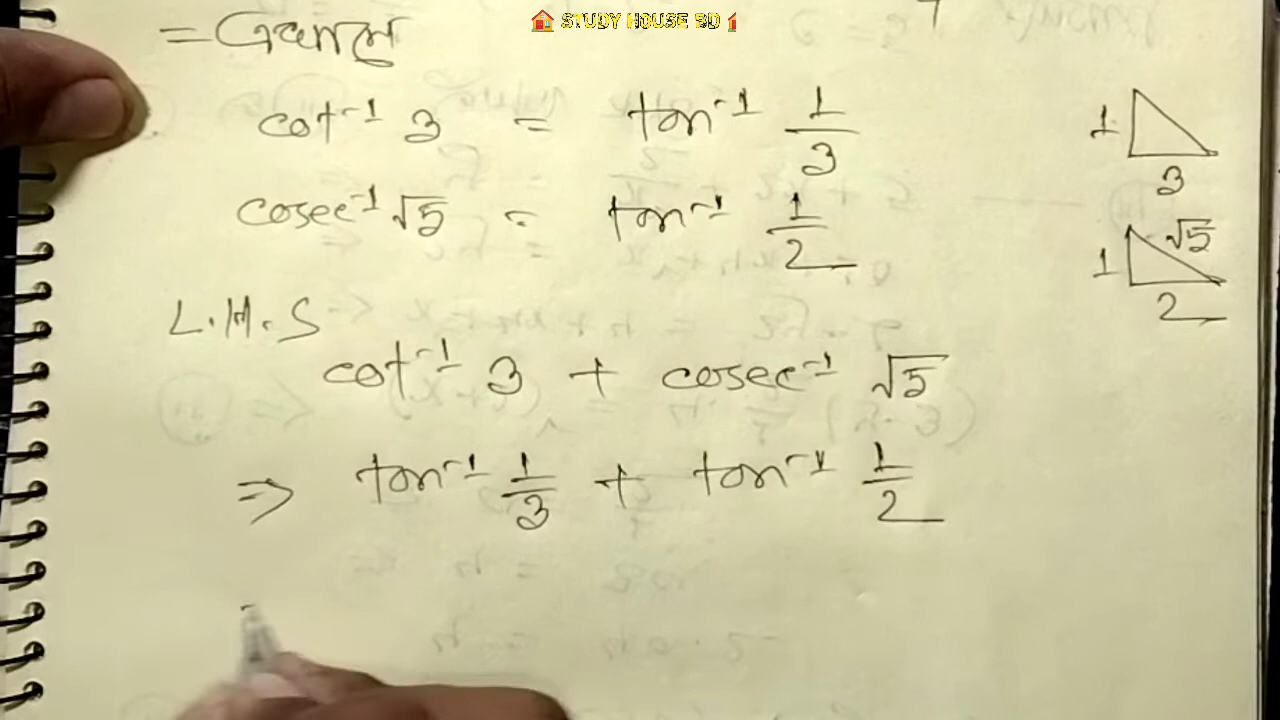 🏠 STUDY HOUSE BD
= এখানে
cot⁻¹ 3 = tan⁻¹ 1/3
1
3
cosec⁻¹ √5 = tan⁻¹ 1/2
1
√5
2
L.H.S
cot⁻¹ 3 + cosec⁻¹ √5
⇒ tan⁻¹ 1/3 + tan⁻¹ 1/2